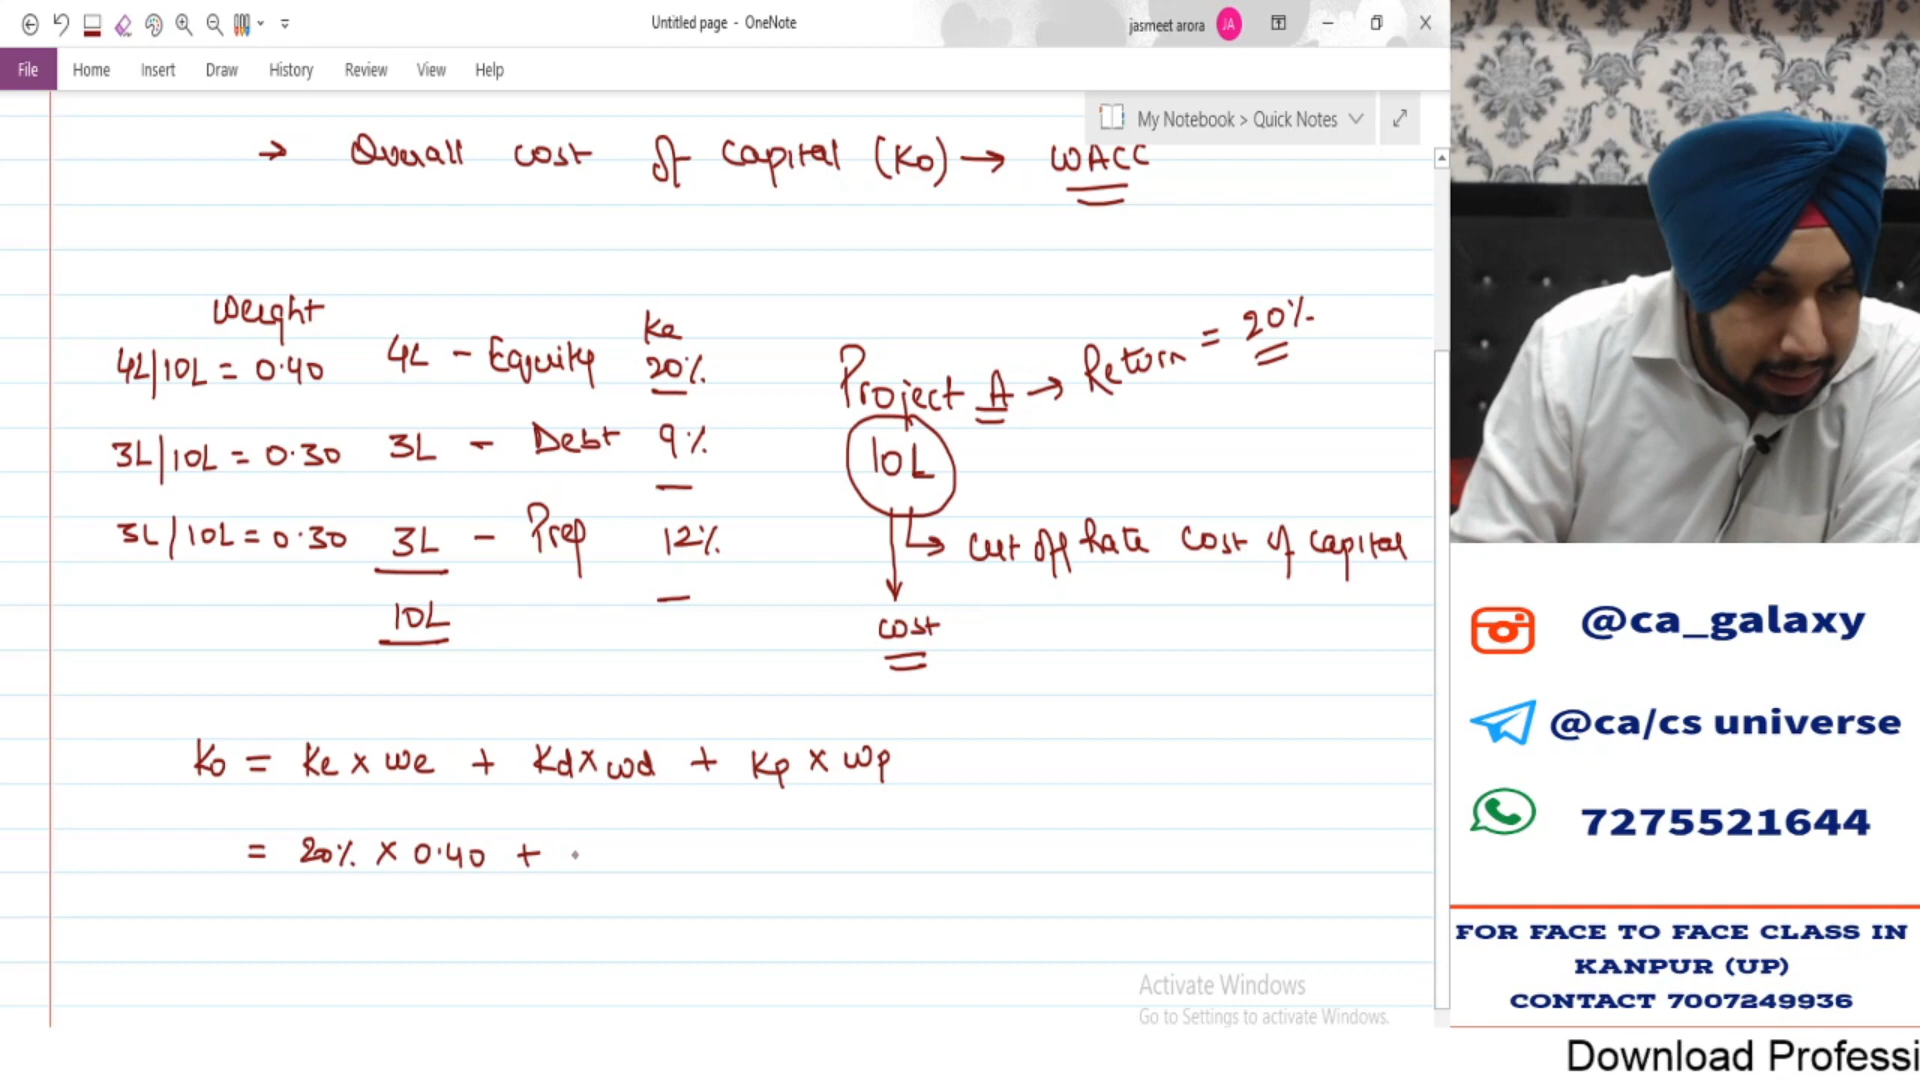 Untitled page - OneNote
jasmeet arora JA
File Home Insert Draw History Review View Help
My Notebook > Quick Notes
→ Overall cost of capital (Ko) → WACC
Weight
Ke
4L/10L = 0.40 4L - Equity 20%
3L/10L = 0.30 3L - Debt 9%
3L/10L = 0.30 3L - Pref 12%
10L
Project A → Return = 20%
10L
cut off Rate cost of capital
cost
Ko = Ke x we + Kd x wd + Kp x wp
= 20% x 0.40 +
Activate Windows
Go to Settings to activate Windows.
@ca_galaxy
@ca/cs universe
7275521644
FOR FACE TO FACE CLASS IN
KANPUR (UP)
CONTACT 7007249936
Download Professi